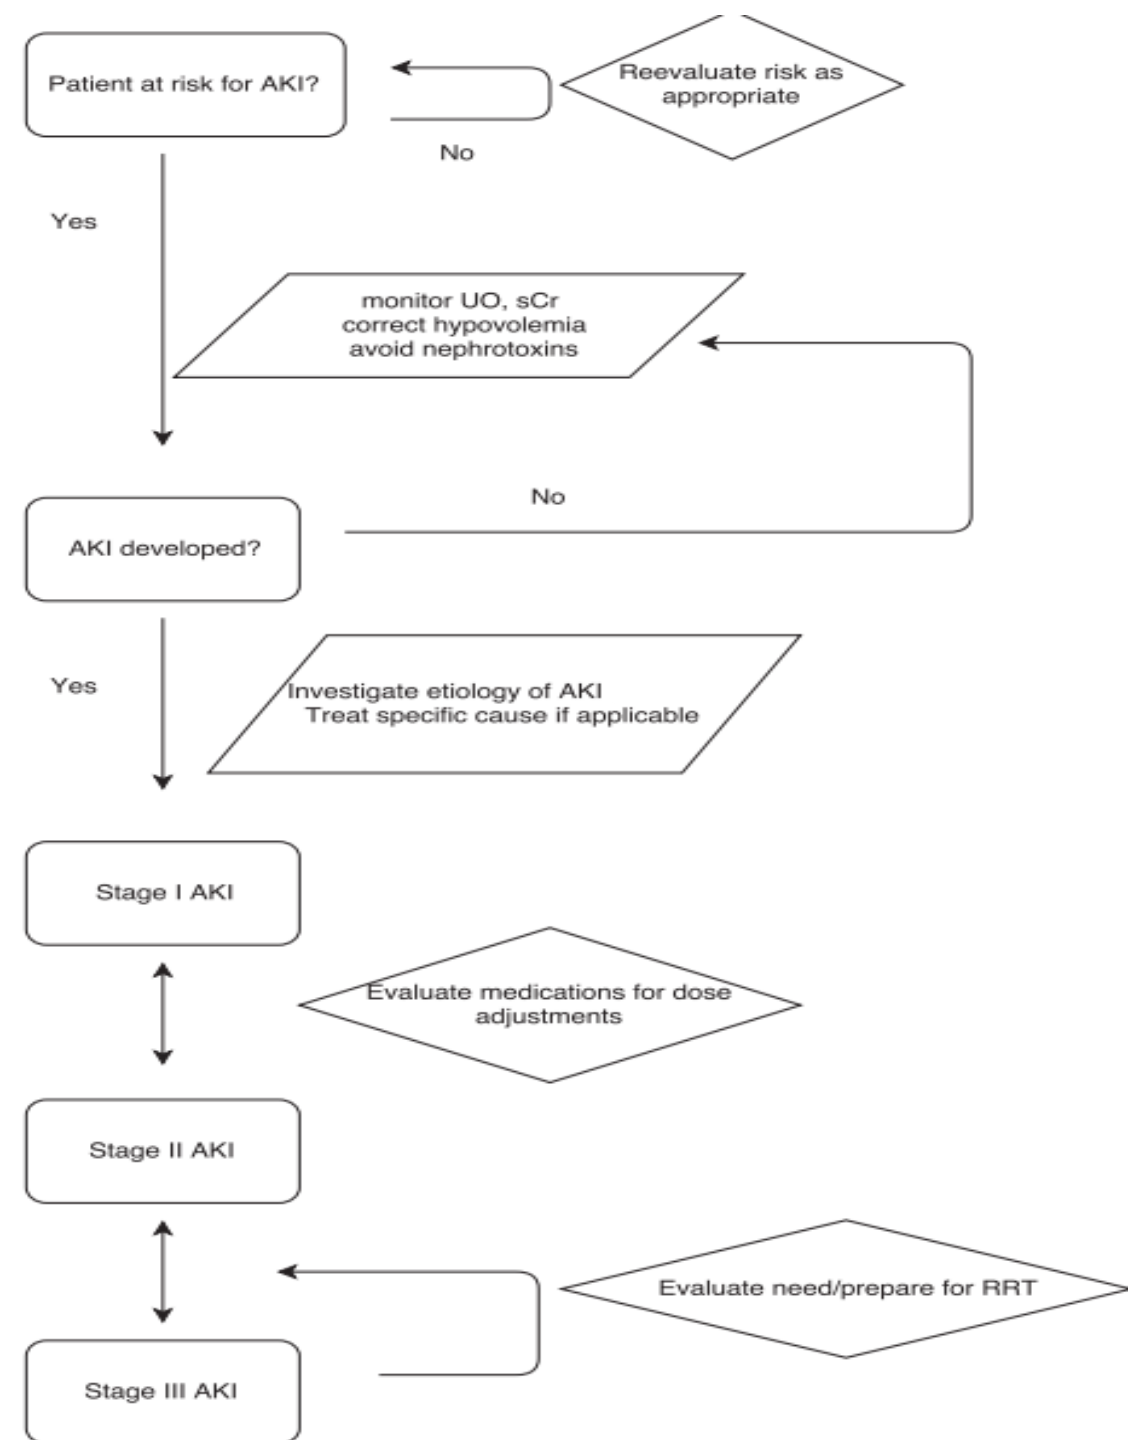 Patient at risk for AKI?
Reevaluate risk as
appropriate
No
Yes
monitor UO, sCr
correct hypovolemia
avoid nephrotoxins
No
AKI developed?
Yes
Investigate etiology of AKI
Treat specific cause if applicable
Stage I AKI
Evaluate medications for dose
adjustments
Stage II AKI
Evaluate need/prepare for RRT
Stage III AKI